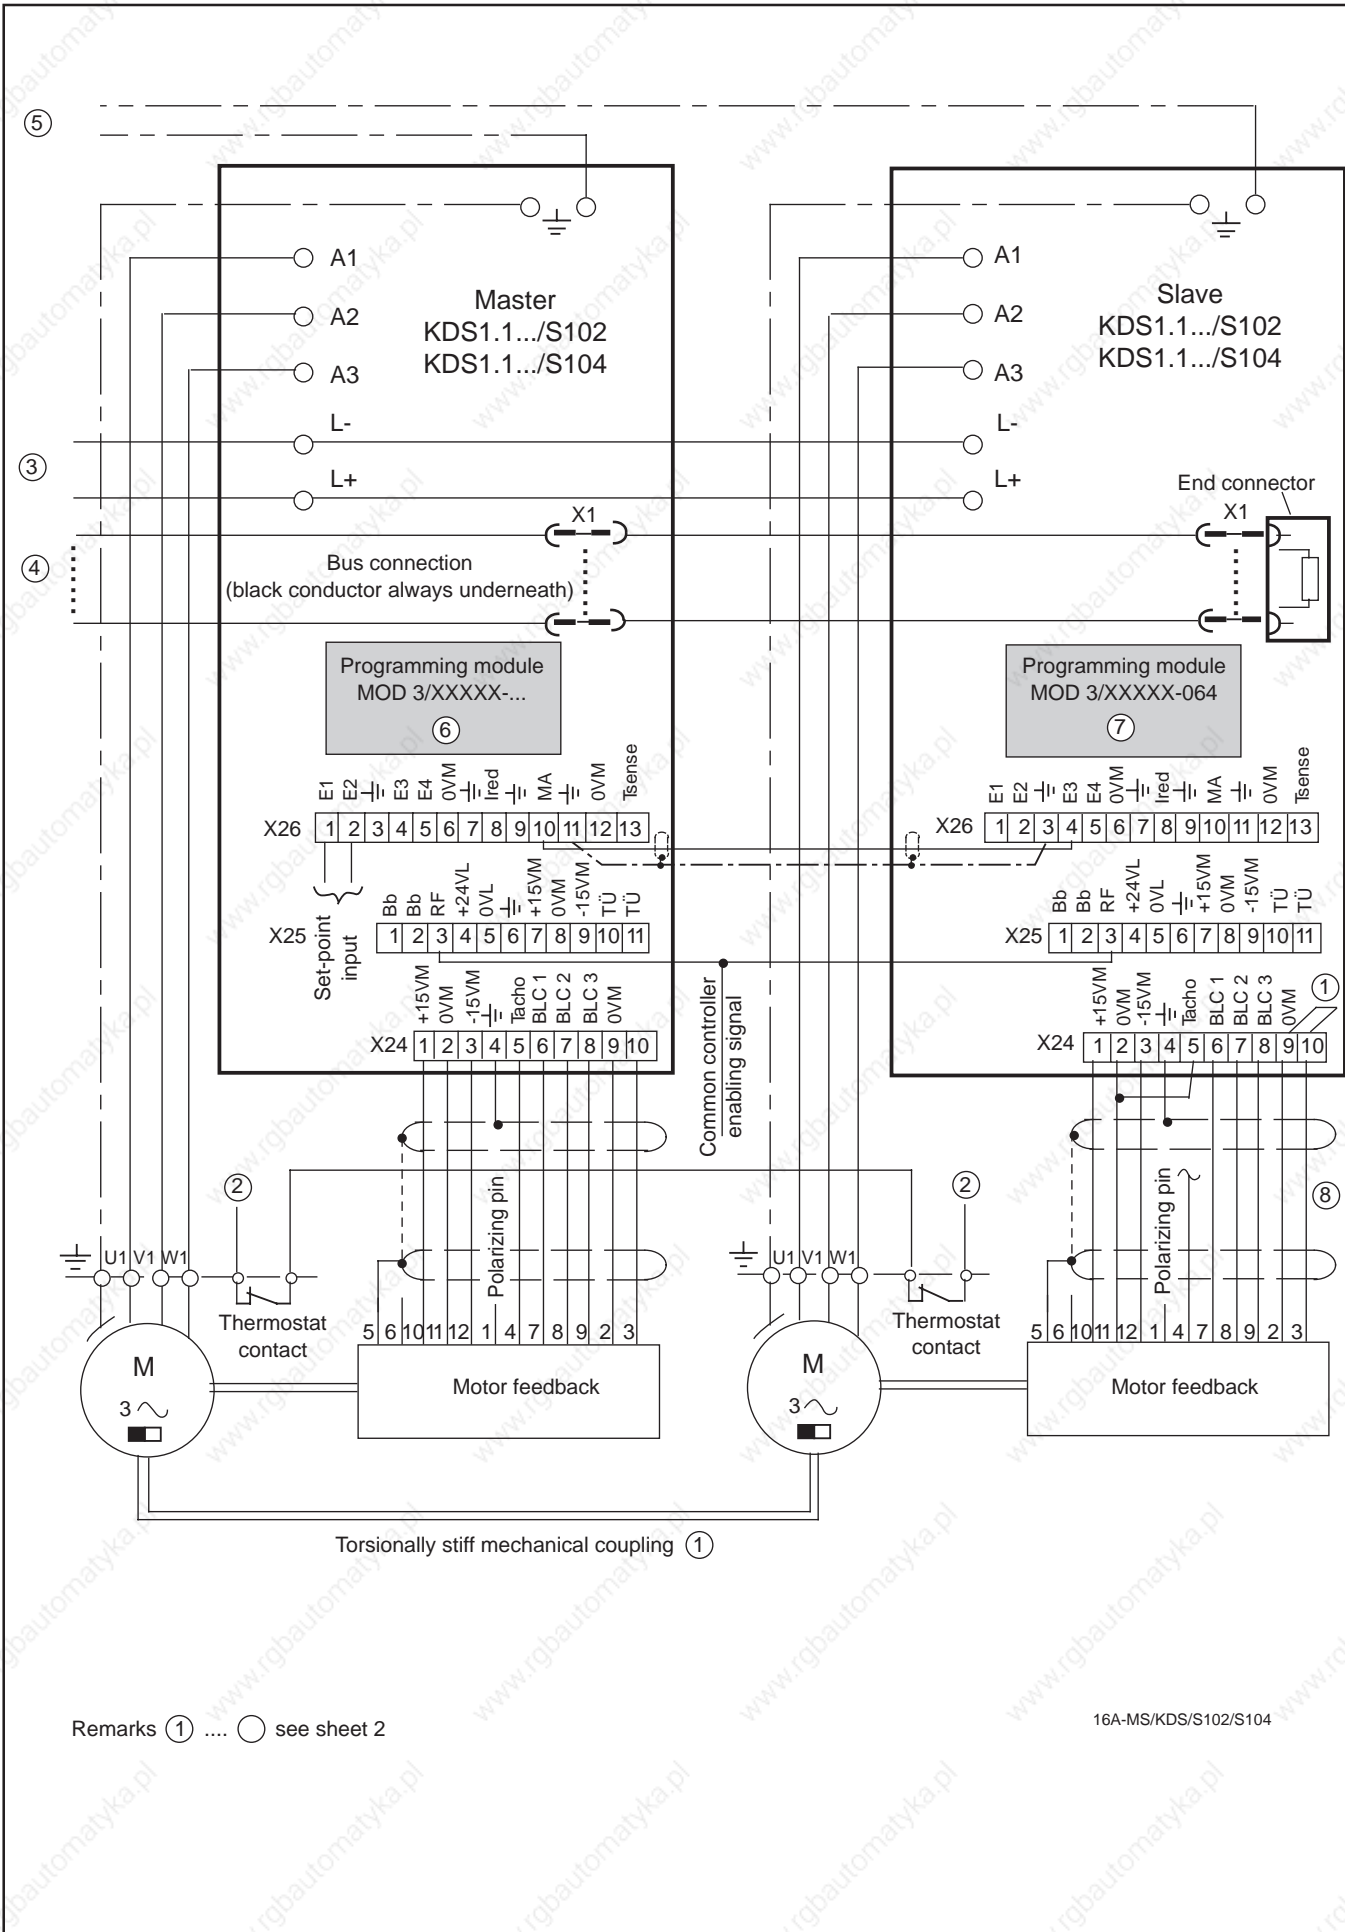 5
A1
A2
A3
Master
KDS1.1.../S102
KDS1.1.../S104
L-
L+
3
4
X1
Bus connection
(black conductor always underneath)
Programming module
MOD 3/XXXXX-...
6
E1 E2 E3 E4 0VM Ired MA 0VM Tsense
X26 1 2 3 4 5 6 7 8 9 10 11 12 13
Set-point
input
Bb Bb RF +24VL 0VL +15VM 0VM -15VM TÜ TÜ
X25 1 2 3 4 5 6 7 8 9 10 11
+15VM 0VM -15VM Tacho BLC 1 BLC 2 BLC 3 0VM
X24 1 2 3 4 5 6 7 8 9 10
Common controller
enabling signal
A1
A2
A3
Slave
KDS1.1.../S102
KDS1.1.../S104
L-
L+
End connector
X1
Programming module
MOD 3/XXXXX-064
7
E1 E2 E3 E4 0VM Ired MA 0VM Tsense
X26 1 2 3 4 5 6 7 8 9 10 11 12 13
Bb Bb RF +24VL 0VL +15VM 0VM -15VM TÜ TÜ
X25 1 2 3 4 5 6 7 8 9 10 11
+15VM 0VM -15VM Tacho BLC 1 BLC 2 BLC 3 0VM
1
X24 1 2 3 4 5 6 7 8 9 10
2
U1 V1 W1
Thermostat
contact
Polarizing pin
5 6 10 11 12 1 4 7 8 9 2 3
M
3
Motor feedback
2
8
U1 V1 W1
Thermostat
contact
Polarizing pin
5 6 10 11 12 1 4 7 8 9 2 3
M
3
Motor feedback
Torsionally stiff mechanical coupling 1
Remarks 1 .... see sheet 2
16A-MS/KDS/S102/S104
www.rgbautomatyka.pl